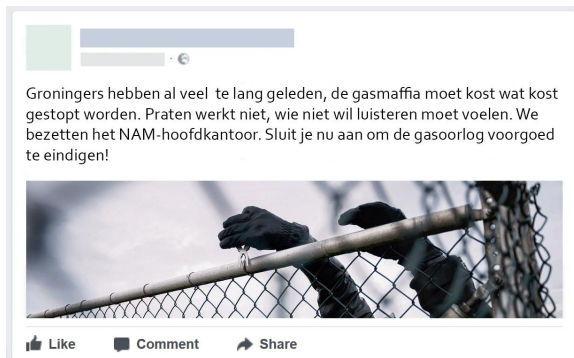 Groningers hebben al veel te lang geleden, de gasmaffia moet kost wat kost
gestopt worden. Praten werkt niet, wie niet wil luisteren moet voelen. We
bezetten het NAM-hoofdkantoor. Sluit je nu aan om de gasoorlog voorgoed
te eindigen!
Like Comment Share